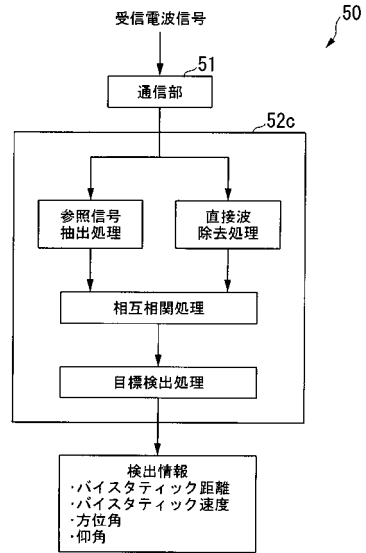 受信電波信号
50
51
通信部
52c
参照信号
抽出処理
直接波
除去処理
相互相関処理
目標検出処理
検出情報
・バイスタティック距離
・バイスタティック速度
・方位角
・仰角